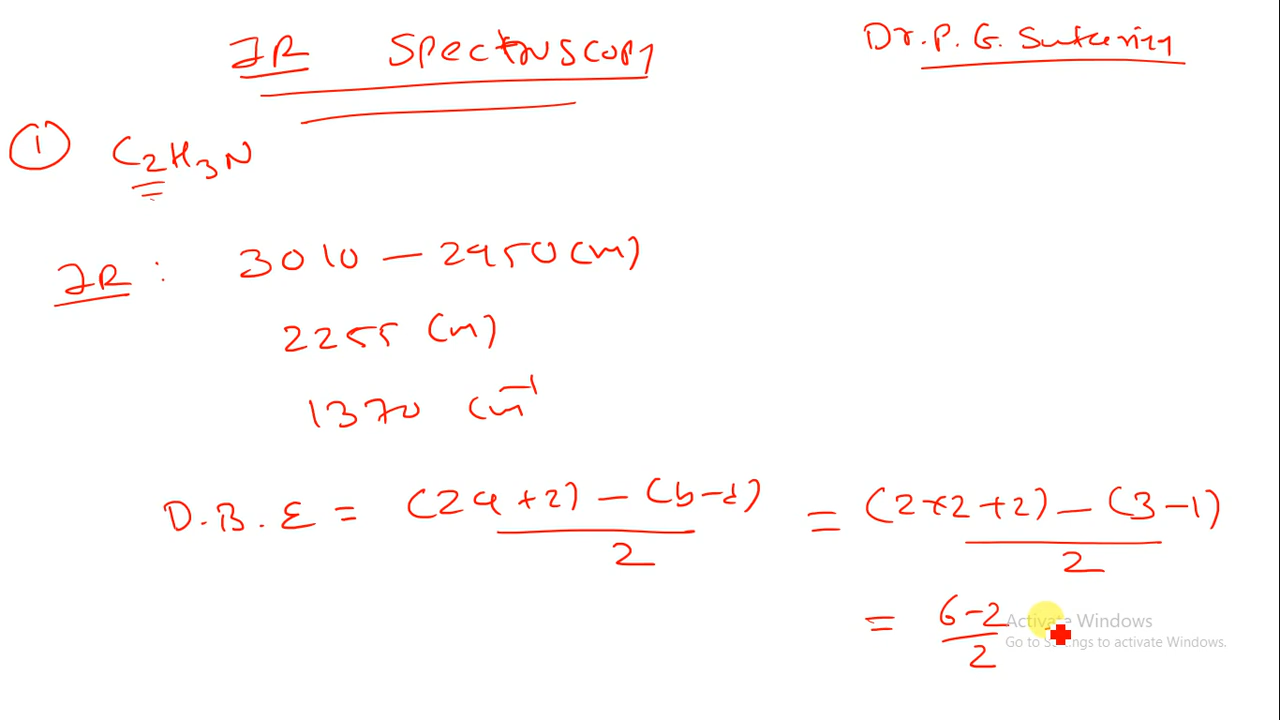 IR Spectroscopy
Dr. P. G. Sutariya
① C₂H₃N
IR : 3010 — 2950 (m)
2255 (m)
1370 cm⁻¹
D.B.E = (2a+2) — (b-d) / 2 = (2×2+2) — (3-1) / 2
= 6-2 / 2
Activate Windows
Go to Settings to activate Windows.